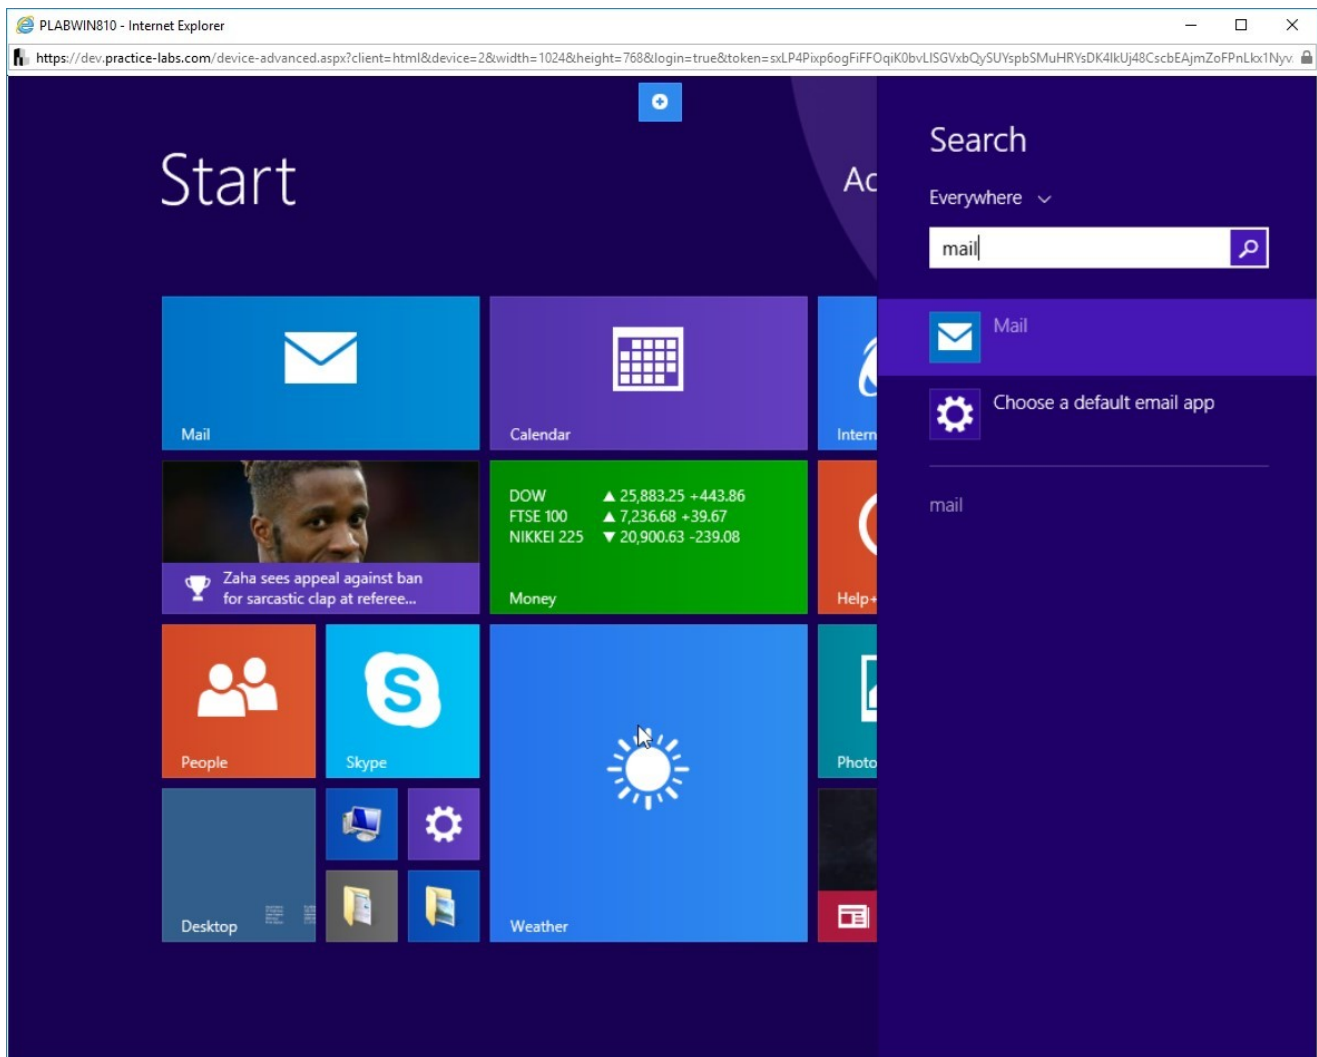 PLABWIN810 - Internet Explorer
https://dev.practice-labs.com/device-advanced.aspx?client=html&device=2&width=1024&height=768&login=true&token=
Start
Ac
Mail
Calendar
Intern
Zaha sees appeal against ban
for sarcastic clap at referee...
DOW ▲ 25,883.25 +443.86
FTSE 100 ▲ 7,236.68 +39.67
NIKKEI 225 ▼ 20,900.63 -239.08
Money
Help+
People
Skype
Weather
Photo
Desktop
Search
Everywhere
mail
Mail
Choose a default email app
mail